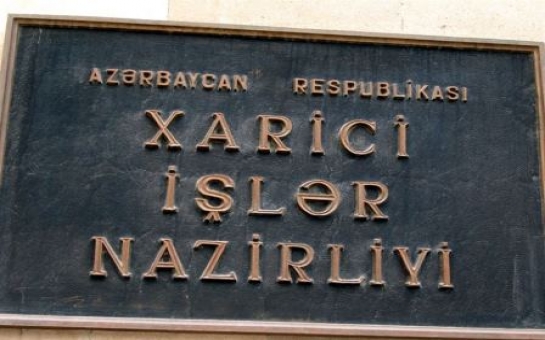 AZƏRBAYCAN RESPUBLİKASI
XARİCİ
İŞLƏR
NAZİRLİYİ